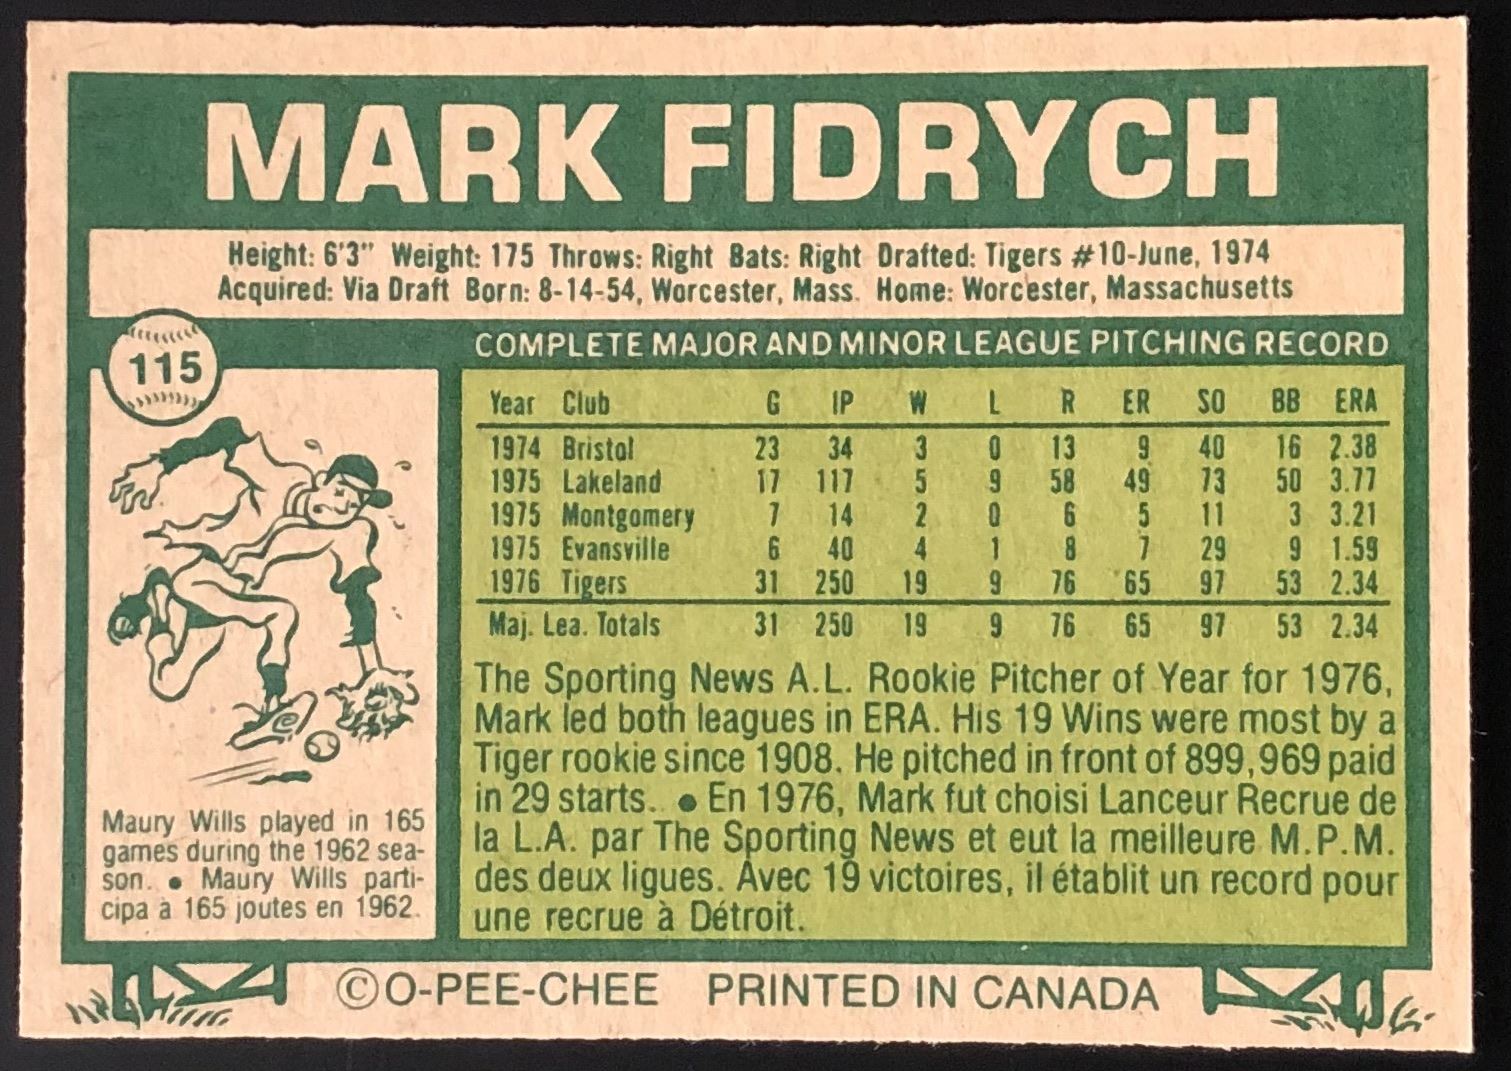 MARK FIDRYCH
Height: 6'3" Weight: 175 Throws: Right Bats: Right Drafted: Tigers #10-June, 1974
Acquired: Via Draft Born: 8-14-54, Worcester, Mass. Home: Worcester, Massachusetts
115
COMPLETE MAJOR AND MINOR LEAGUE PITCHING RECORD
Year Club G IP W L R ER SO BB ERA
1974 Bristol 23 34 3 0 13 9 40 16 2.38
1975 Lakeland 17 117 5 9 58 49 73 50 3.77
1975 Montgomery 7 14 2 0 6 5 11 3 3.21
1975 Evansville 6 40 4 1 8 7 29 9 1.59
1976 Tigers 31 250 19 9 76 65 97 53 2.34
Maj. Lea. Totals 31 250 19 9 76 65 97 53 2.34
The Sporting News A.L. Rookie Pitcher of Year for 1976,
Mark led both leagues in ERA. His 19 Wins were most by a
Tiger rookie since 1908. He pitched in front of 899,969 paid
in 29 starts. ● En 1976, Mark fut choisi Lanceur Recrue de
la L.A. par The Sporting News et eut la meilleure M.P.M.
des deux ligues. Avec 19 victoires, il établit un record pour
une recrue à Détroit.
Maury Wills played in 165
games during the 1962 sea-
son. ● Maury Wills parti-
cipa à 165 joutes en 1962.
©O-PEE-CHEE PRINTED IN CANADA